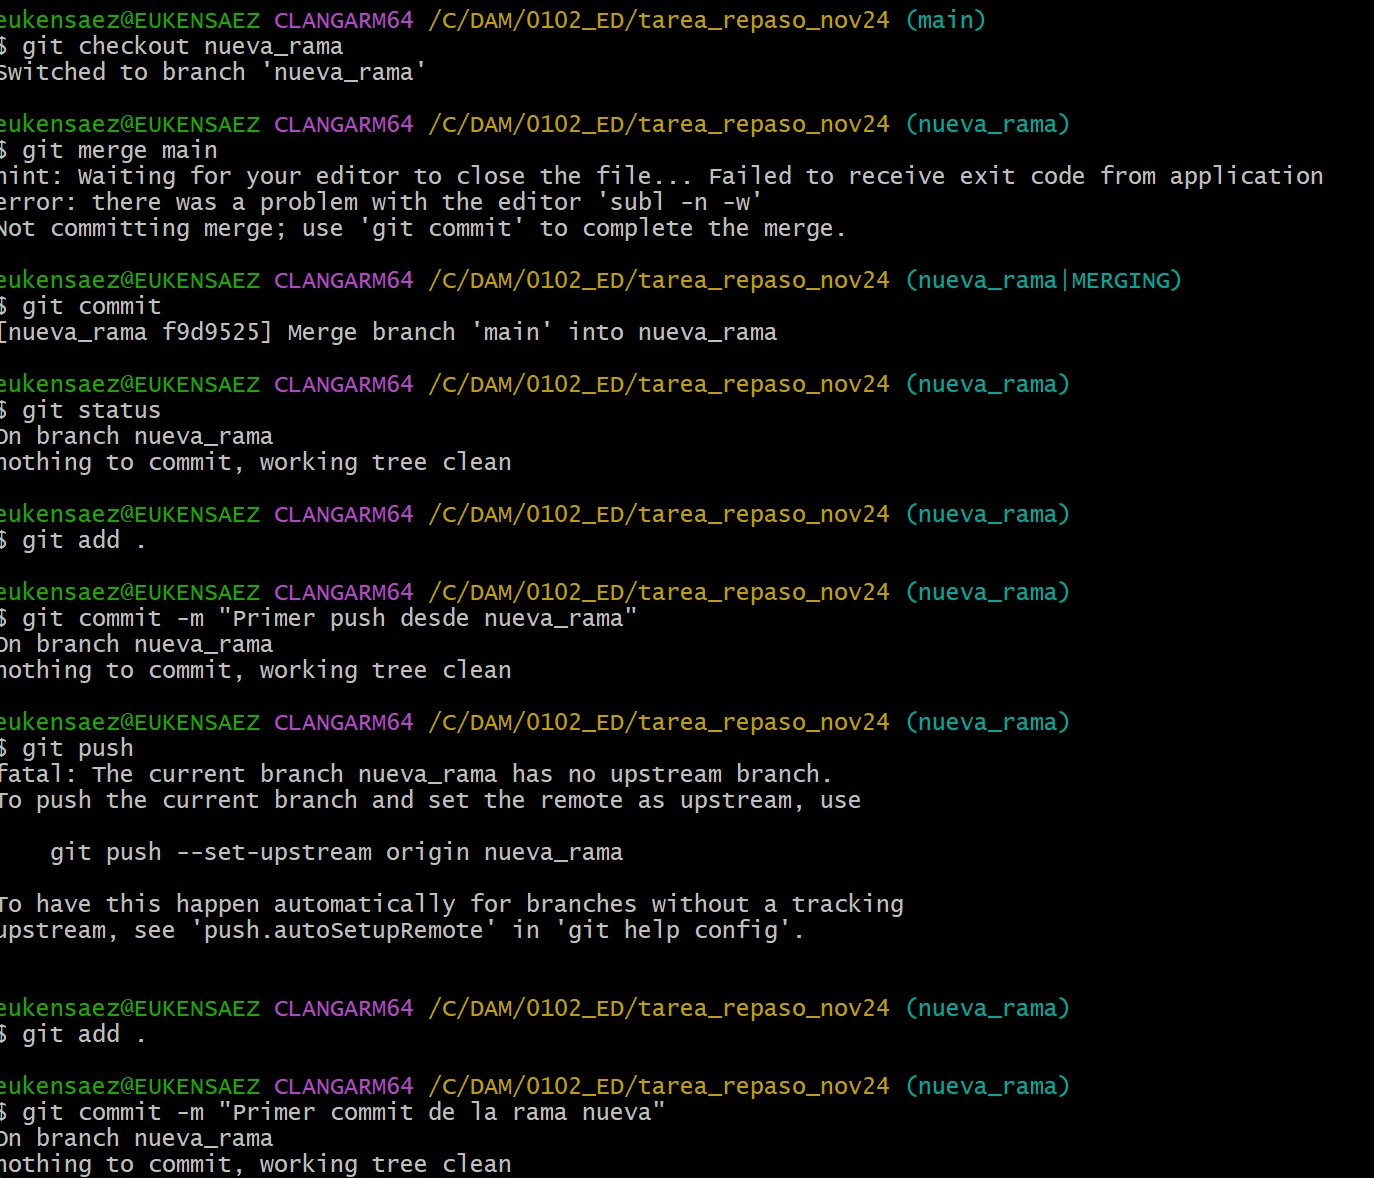 eukensaez@EUKENSAEZ CLANGARM64 /C/DAM/0102_ED/tarea_repaso_nov24 (main)
$ git checkout nueva_rama
Switched to branch 'nueva_rama'
eukensaez@EUKENSAEZ CLANGARM64 /C/DAM/0102_ED/tarea_repaso_nov24 (nueva_rama)
$ git merge main
hint: Waiting for your editor to close the file... Failed to receive exit code from application
error: there was a problem with the editor 'subl -n -w'
Not committing merge; use 'git commit' to complete the merge.
eukensaez@EUKENSAEZ CLANGARM64 /C/DAM/0102_ED/tarea_repaso_nov24 (nueva_rama|MERGING)
$ git commit
[nueva_rama f9d9525] Merge branch 'main' into nueva_rama
eukensaez@EUKENSAEZ CLANGARM64 /C/DAM/0102_ED/tarea_repaso_nov24 (nueva_rama)
$ git status
On branch nueva_rama
nothing to commit, working tree clean
eukensaez@EUKENSAEZ CLANGARM64 /C/DAM/0102_ED/tarea_repaso_nov24 (nueva_rama)
$ git add .
eukensaez@EUKENSAEZ CLANGARM64 /C/DAM/0102_ED/tarea_repaso_nov24 (nueva_rama)
$ git commit -m "Primer push desde nueva_rama"
On branch nueva_rama
nothing to commit, working tree clean
eukensaez@EUKENSAEZ CLANGARM64 /C/DAM/0102_ED/tarea_repaso_nov24 (nueva_rama)
$ git push
fatal: The current branch nueva_rama has no upstream branch.
To push the current branch and set the remote as upstream, use
git push --set-upstream origin nueva_rama
To have this happen automatically for branches without a tracking
upstream, see 'push.autoSetupRemote' in 'git help config'.
eukensaez@EUKENSAEZ CLANGARM64 /C/DAM/0102_ED/tarea_repaso_nov24 (nueva_rama)
$ git add .
eukensaez@EUKENSAEZ CLANGARM64 /C/DAM/0102_ED/tarea_repaso_nov24 (nueva_rama)
$ git commit -m "Primer commit de la rama nueva"
On branch nueva_rama
nothing to commit, working tree clean